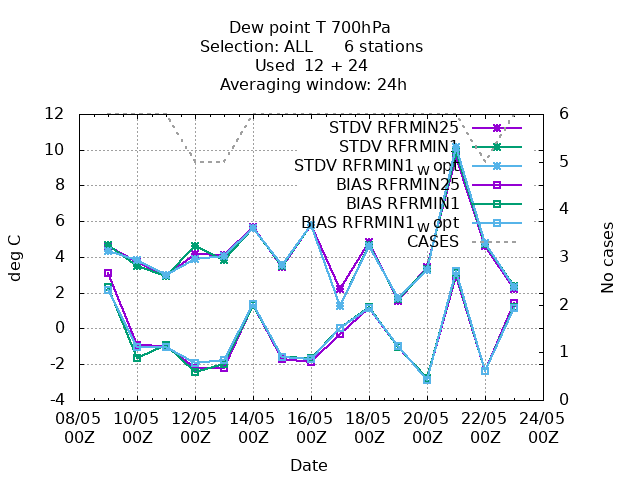 Dew point T 700hPa
Selection: ALL 6 stations
Used 12 + 24
Averaging window: 24h
12 6
STDV RFRMIN25
STDV RFRMIN1
10 5
STDV RFRMIN1_w opt
8 BIAS RFRMIN25
BIAS RFRMIN1
6 4
BIAS RFRMIN1_w opt
CASES
4 3
deg C
No cases
2 2
0
-2 1
-4 0
08/05 10/05 12/05 14/05 16/05 18/05 20/05 22/05 24/05
00Z 00Z 00Z 00Z 00Z 00Z 00Z 00Z 00Z
Date